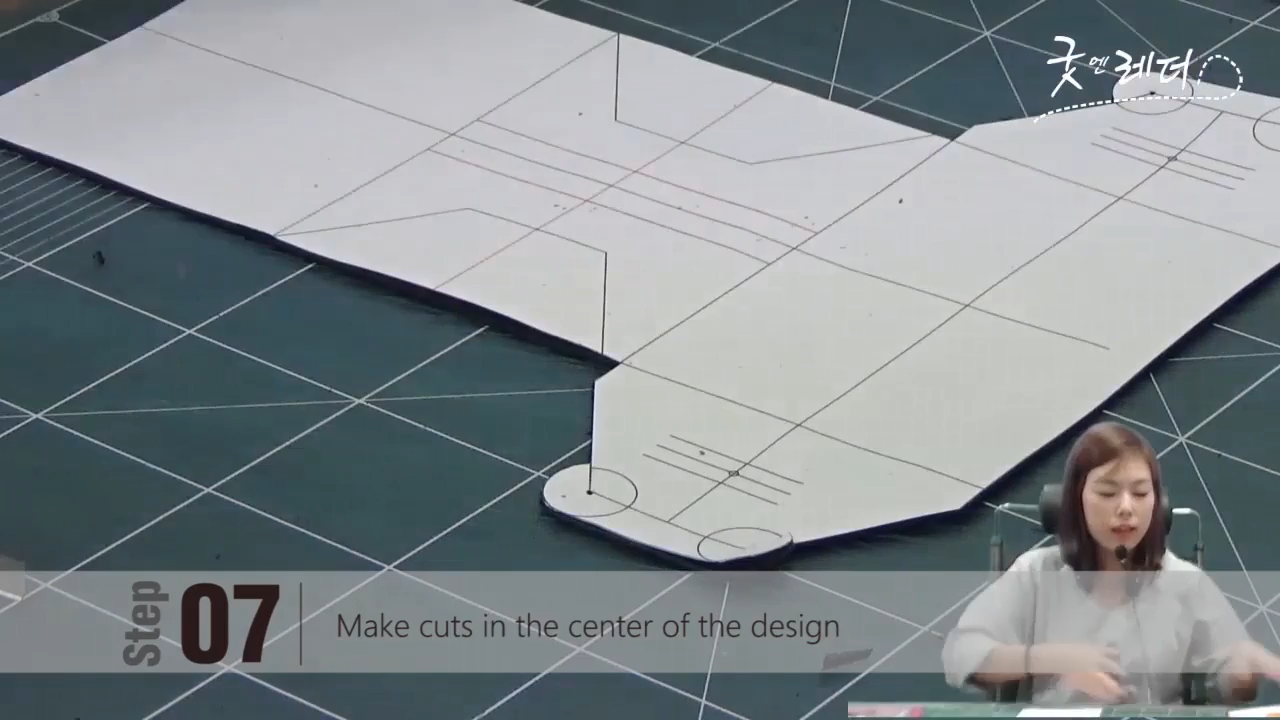 굿엔레더
Step 07
Make cuts in the center of the design